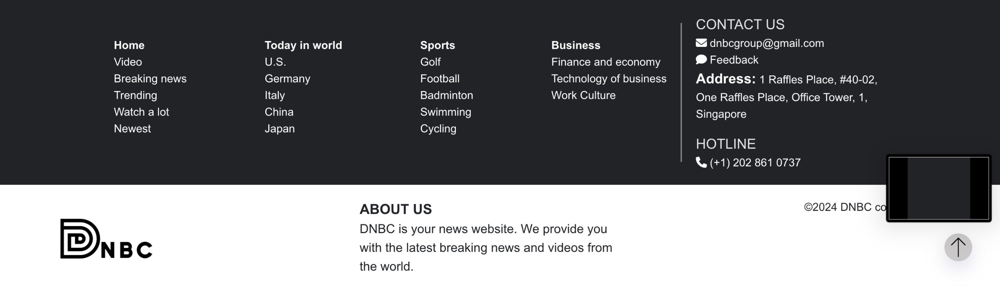 Home
Video
Breaking news
Trending
Watch a lot
Newest
Today in world
U.S.
Germany
Italy
China
Japan
Sports
Golf
Football
Badminton
Swimming
Cycling
Business
Finance and economy
Technology of business
Work Culture
CONTACT US
dnbcgroup@gmail.com
Feedback
Address: 1 Raffles Place, #40-02,
One Raffles Place, Office Tower, 1,
Singapore
HOTLINE
(+1) 202 861 0737
DNBC
ABOUT US
DNBC is your news website. We provide you
with the latest breaking news and videos from
the world.
©2024 DNBC